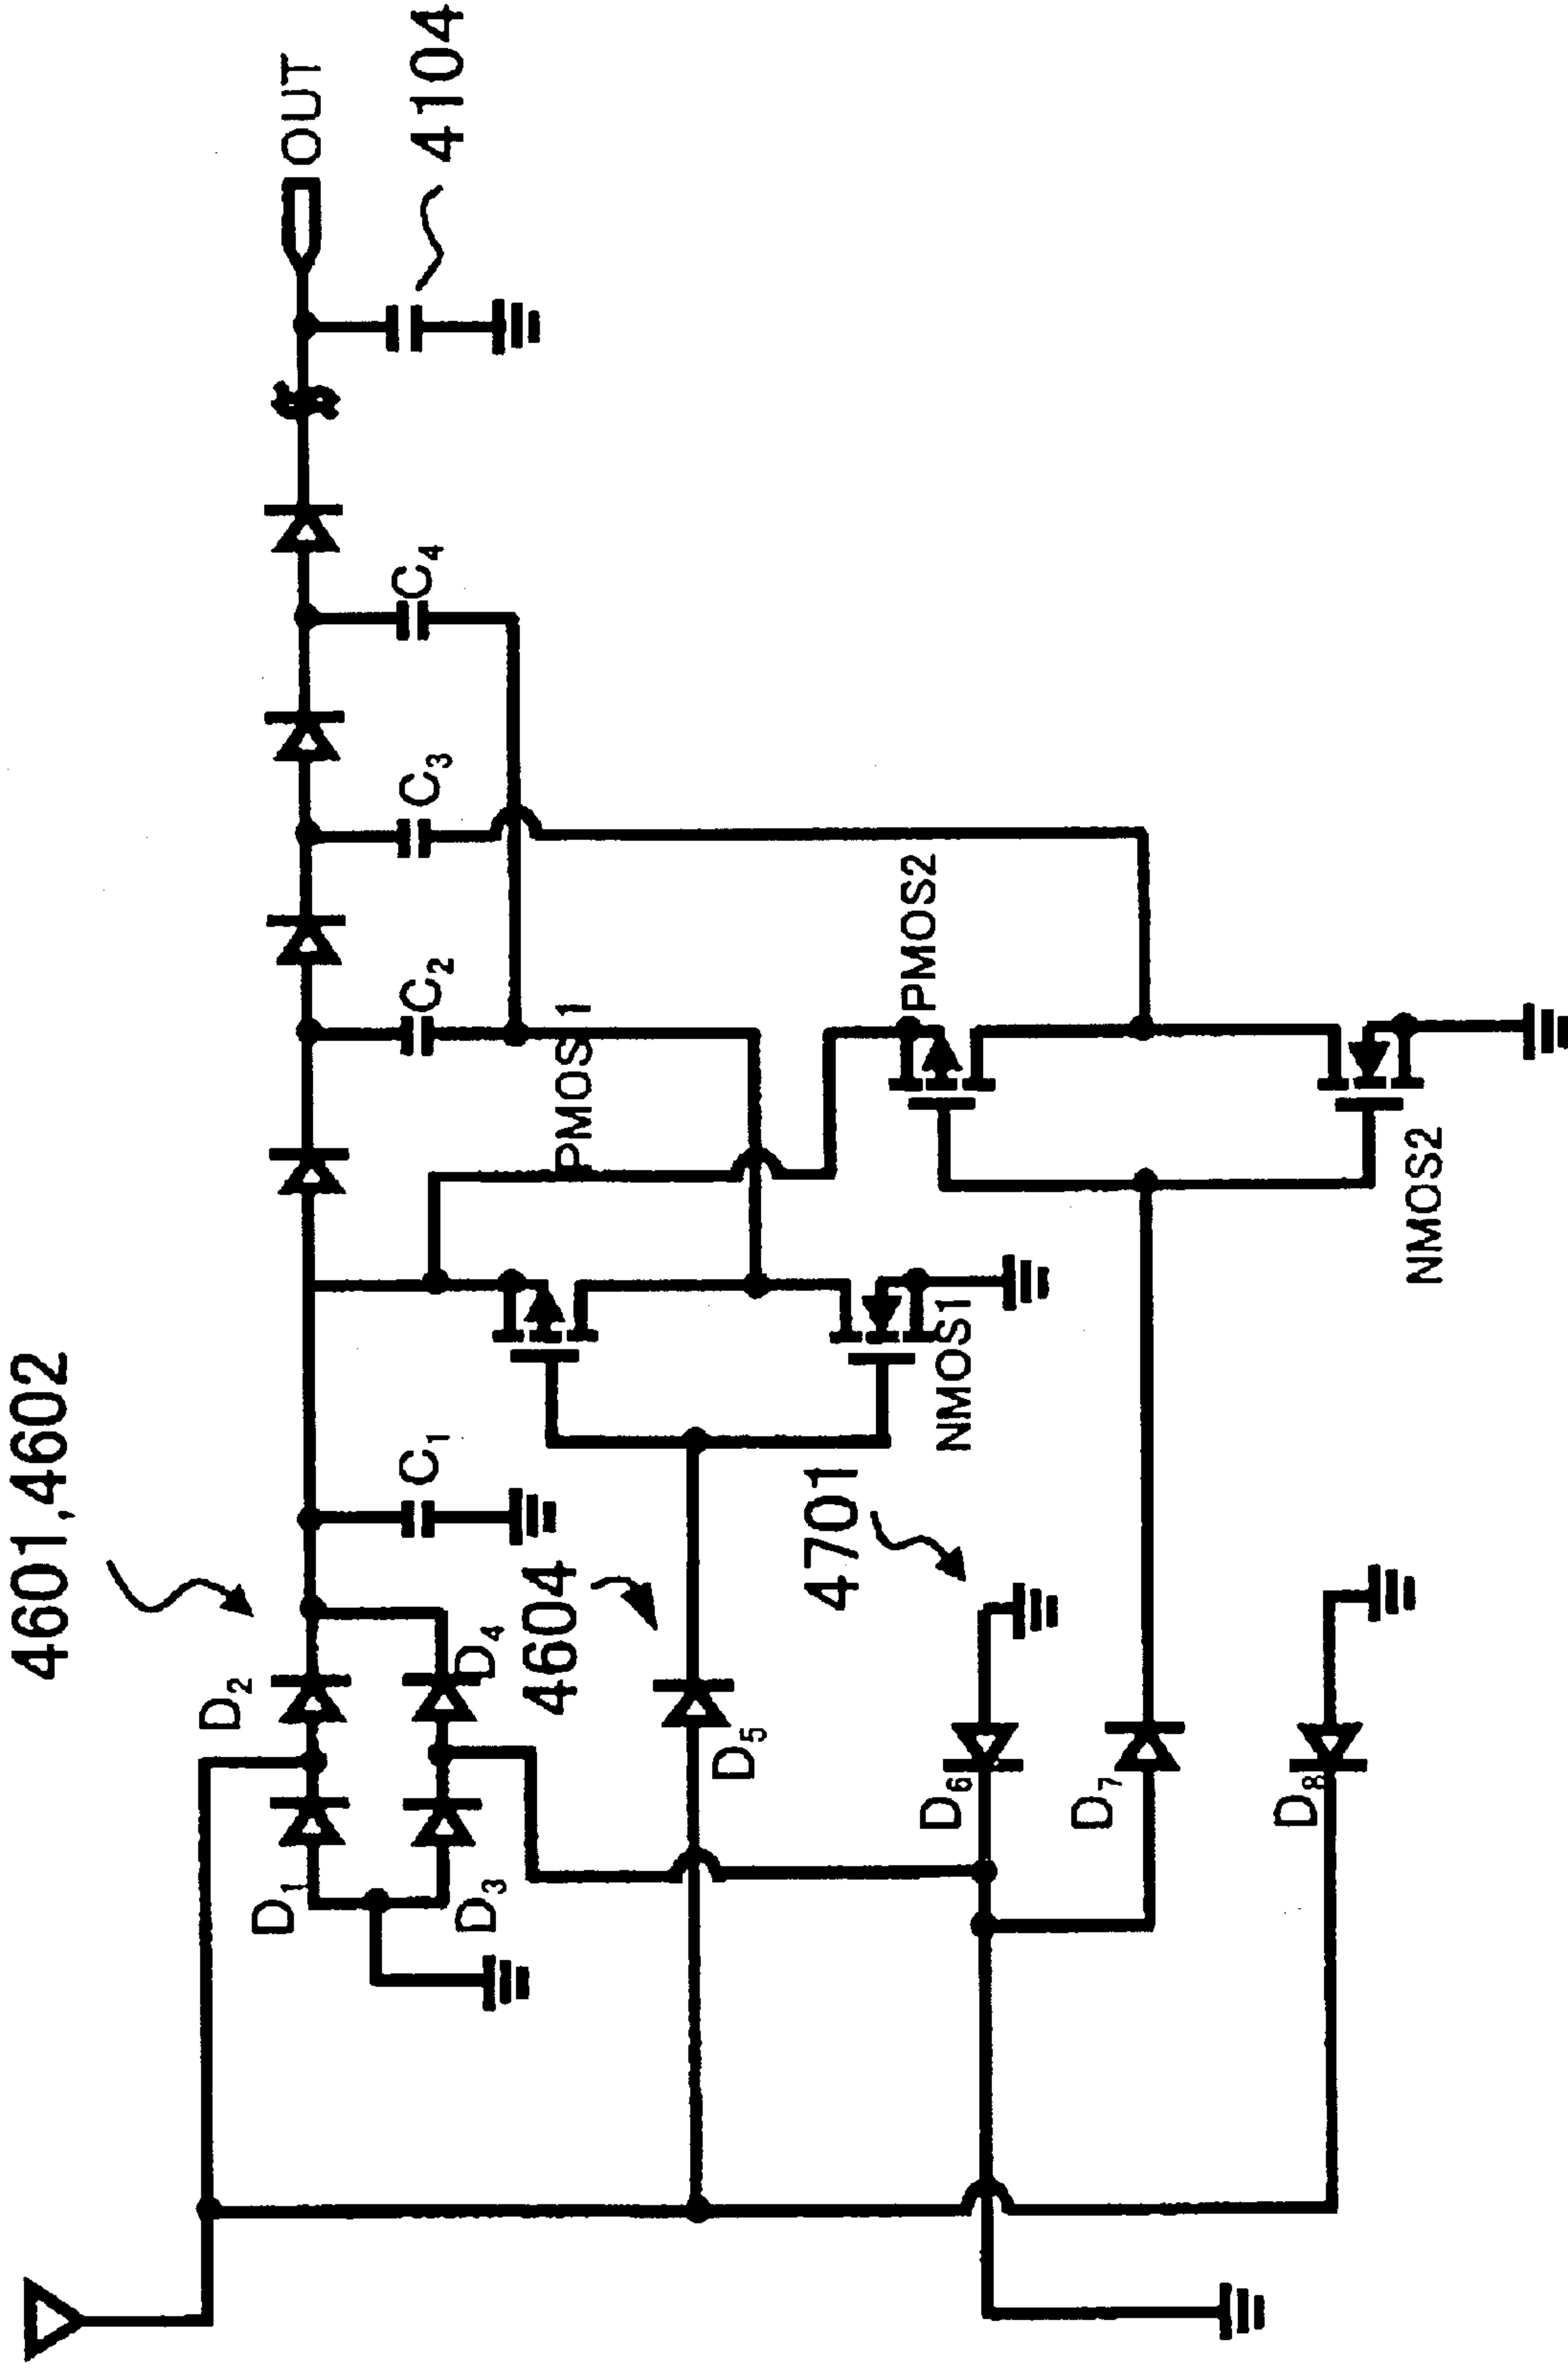 4601,4602
OUT
4104
D2
D1
D4
D3
C1
C2
C3
C4
4604
PMOS1
D5
4701
NMOS1
PMOS2
D6
D7
NMOS2
D8